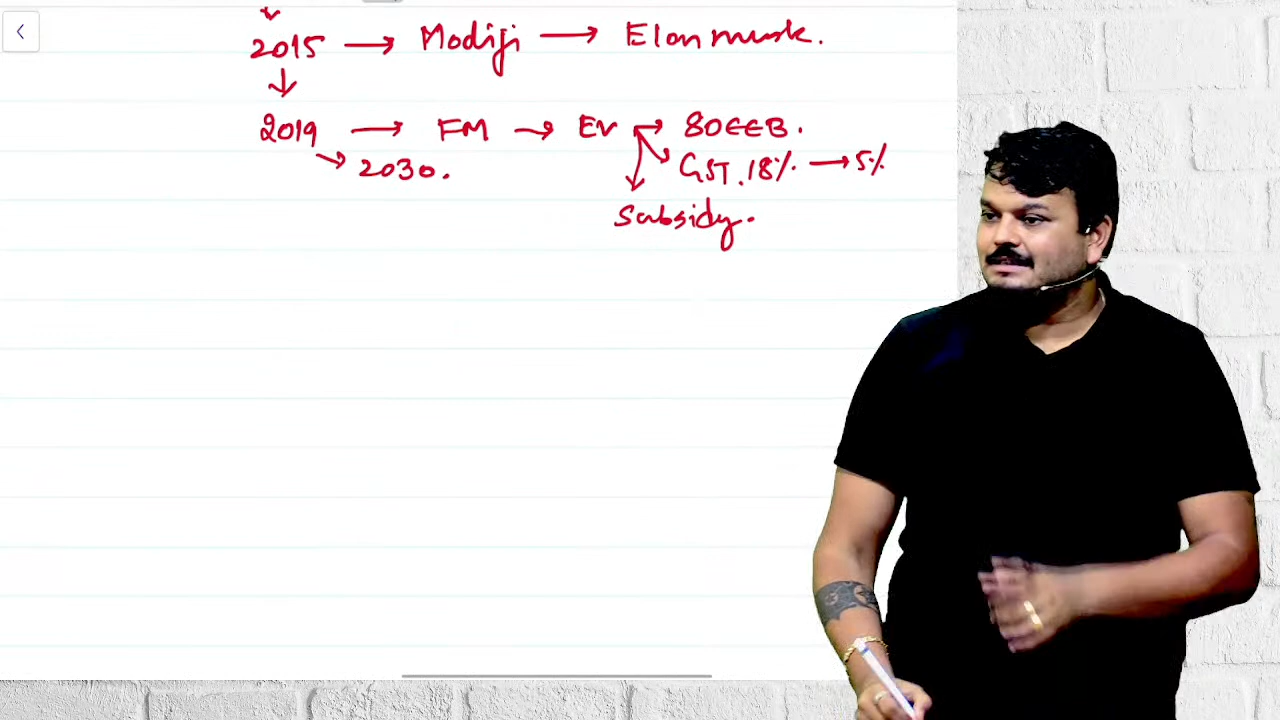 2015 → Modiji → Elon musk.
↓
2019 → FM → EV → 80EEB.
→ 2030. GST. 18% → 5%
Subsidy.